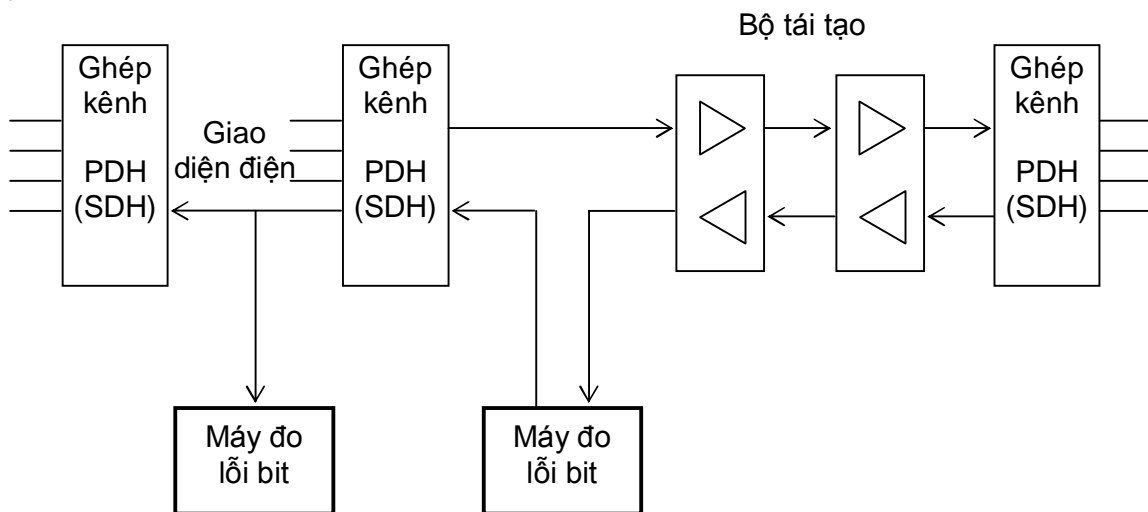 Bộ tái tạo
Ghép
kênh
PDH
(SDH)
Giao
diện điện
Ghép
kênh
PDH
(SDH)
Ghép
kênh
PDH
(SDH)
Máy đo
lỗi bit
Máy đo
lỗi bit